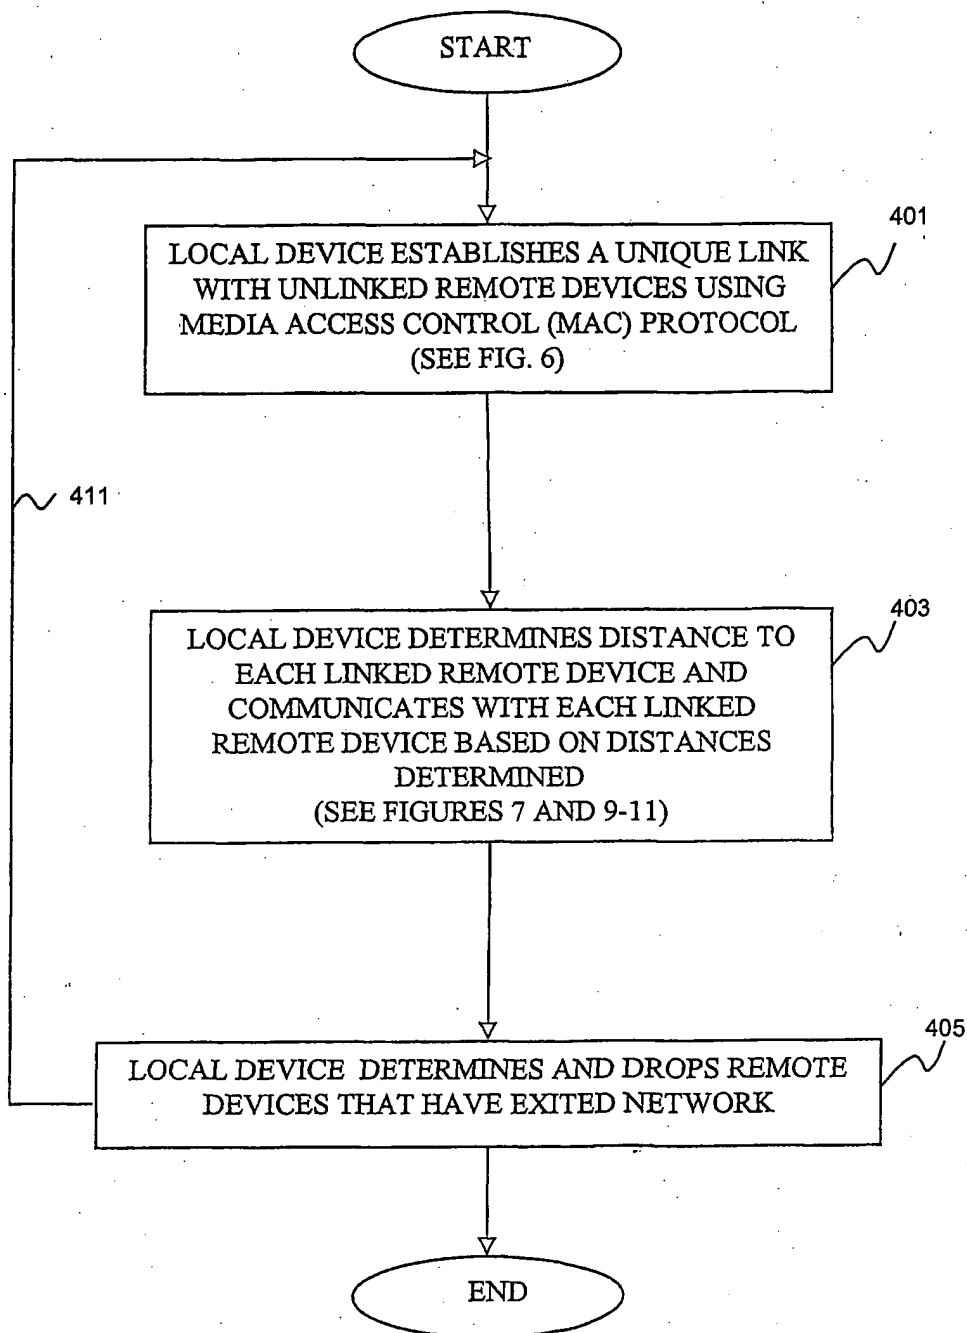 START
401
LOCAL DEVICE ESTABLISHES A UNIQUE LINK
WITH UNLINKED REMOTE DEVICES USING
MEDIA ACCESS CONTROL (MAC) PROTOCOL
(SEE FIG. 6)
411
403
LOCAL DEVICE DETERMINES DISTANCE TO
EACH LINKED REMOTE DEVICE AND
COMMUNICATES WITH EACH LINKED
REMOTE DEVICE BASED ON DISTANCES
DETERMINED
(SEE FIGURES 7 AND 9-11)
405
LOCAL DEVICE DETERMINES AND DROPS REMOTE
DEVICES THAT HAVE EXITED NETWORK
END